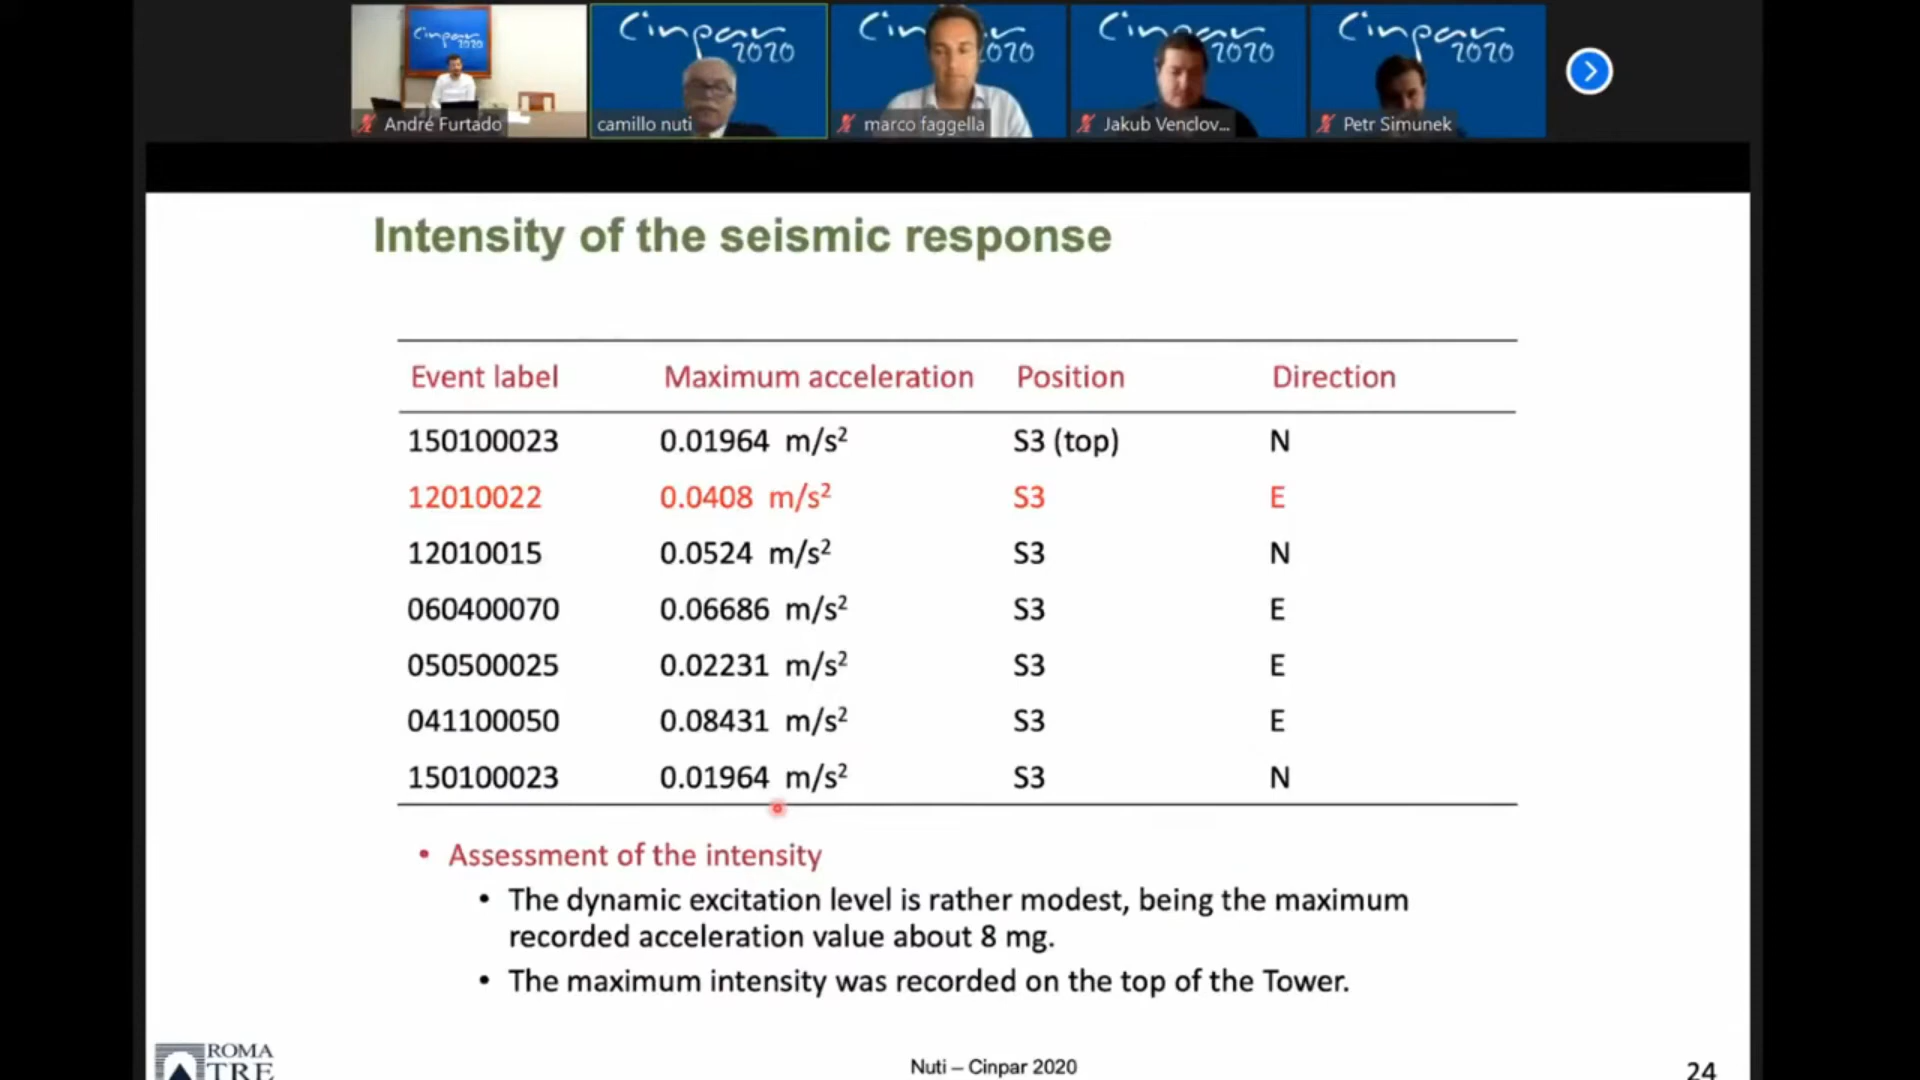 Cinpar
2020
Cinpar
2020
Cin
2020
Cinpar
2020
Cinpar
2020
André Furtado
camillo nuti
marco faggella
Jakub Venclov...
Petr Simunek
Intensity of the seismic response
Event label Maximum acceleration Position Direction
150100023 0.01964 m/s² S3 (top) N
12010022 0.0408 m/s² S3 E
12010015 0.0524 m/s² S3 N
060400070 0.06686 m/s² S3 E
050500025 0.02231 m/s² S3 E
041100050 0.08431 m/s² S3 E
150100023 0.01964 m/s² S3 N
• Assessment of the intensity
• The dynamic excitation level is rather modest, being the maximum
recorded acceleration value about 8 mg.
• The maximum intensity was recorded on the top of the Tower.
ROMA
TRE
Nuti – Cinpar 2020
24